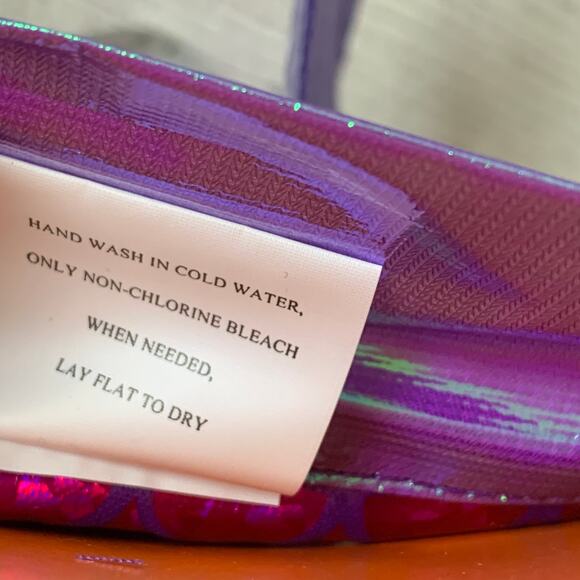 HAND WASH IN COLD WATER,
ONLY NON-CHLORINE BLEACH
WHEN NEEDED,
LAY FLAT TO DRY